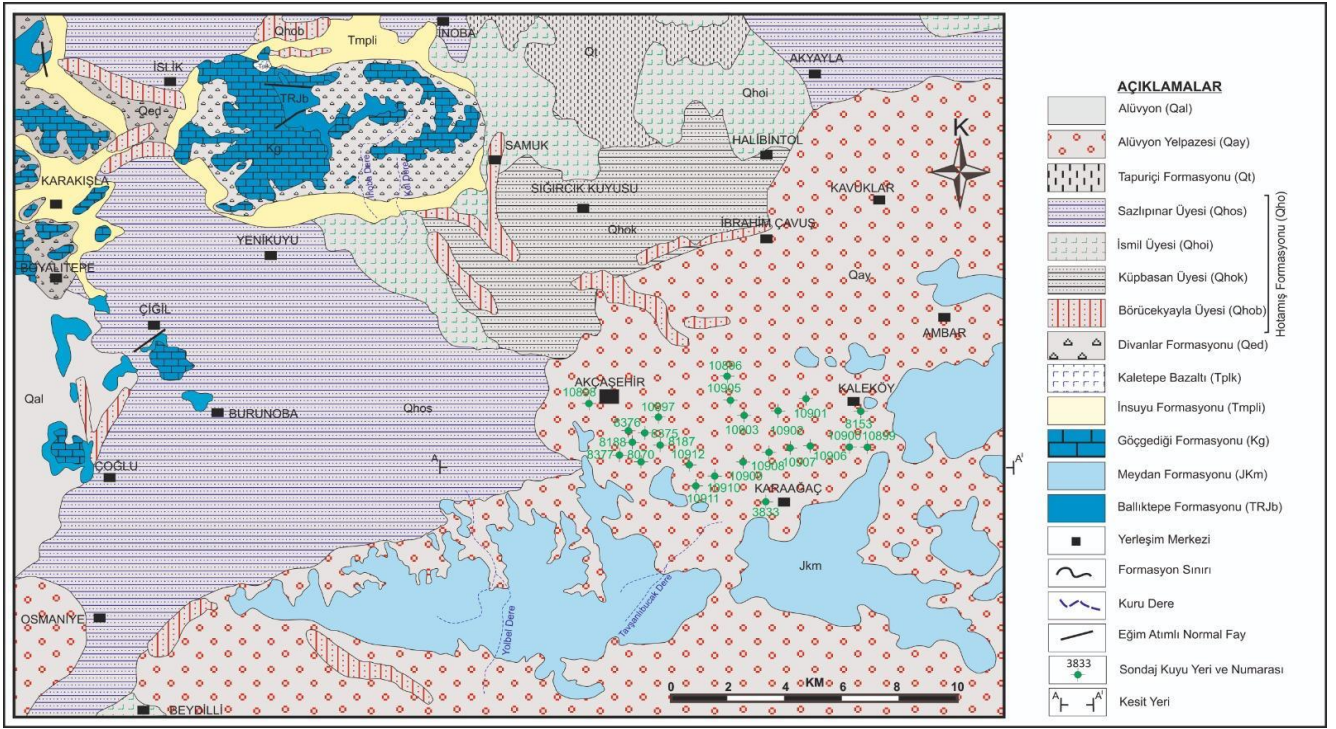 Qhob
Tmpli
İNOBA
Qt
AKYAYLA
İSLİK
TRJb
Qhoi
Qed
Kgl
HALİBİNTOL
SAMUK
K
KARAKIŞLA
SIĞIRCIK KUYUSU
KAVUKLAR
Kılı Dere
Qhok
İBRAHİM ÇAVUŞ
YENİKUYU
BOYALITEPE
Qay
ÇİĞİL
AMBAR
10896
AKÇAŞEHİR
10905
KALEKÖY
10898
Qal
Qhos
BURUNOBA
10897
10901
8376
8375
10903
10902
8153
8188
8187
10899
8377
8070
10912
10906
10908
10907
ÇOĞLU
A
A'
10910
KARAAĞAÇ
10911
3833
Jkm
Tavşanlıbucak Dere
Yolbel Dere
OSMANİYE
KM
0 2 4 6 8 10
BEYDİLLİ
AÇIKLAMALAR
Alüvyon (Qal)
Alüvyon Yelpazesi (Qay)
Tapuriçi Formasyonu (Qt)
Sazlıpınar Üyesi (Qhos)
İsmil Üyesi (Qhoi)
Küpbasan Üyesi (Qhok)
Börücekyayla Üyesi (Qhob)
Hotamış Formasyonu (Qho)
Divanlar Formasyonu (Qed)
Kaletepe Bazaltı (Tplk)
İnsuyu Formasyonu (Tmpli)
Göçgediği Formasyonu (Kg)
Meydan Formasyonu (JKm)
Ballıktepe Formasyonu (TRJb)
Yerleşim Merkezi
Formasyon Sınırı
Kuru Dere
Eğim Atımlı Normal Fay
3833
Sondaj Kuyu Yeri ve Numarası
A A'
Kesit Yeri